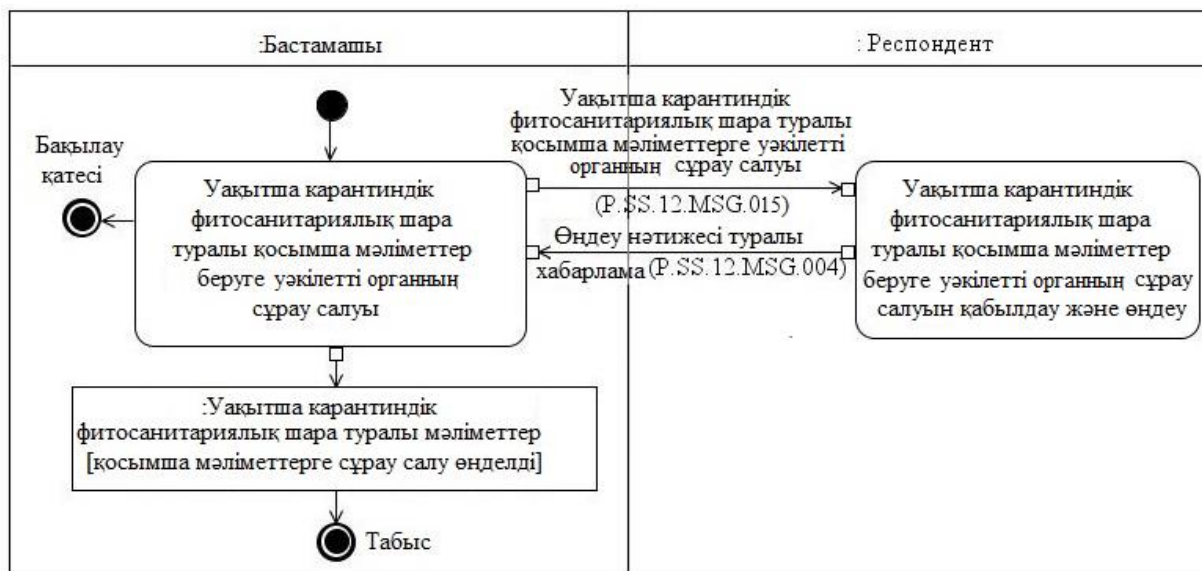 :Бастамашы
: Респондент
Бақылау
қатесі
Уақытша карантиндік
фитосанитариялық шара
туралы қосымша мәліметтер
беруге уәкілетті органның
сұрау салуы
Уақытша карантиндік
фитосанитариялық шара туралы
қосымша мәліметтерге уәкілетті
органның сұрау салуы
(P.SS.12.MSG.015)
Өңдеу нәтижесі туралы
хабарлама (P.SS.12.MSG.004)
Уақытша карантиндік
фитосанитариялық шара
туралы қосымша мәліметтер
беруге уәкілетті органның сұрау
салуын қабылдау және өңдеу
:Уақытша карантиндік
фитосанитариялық шара туралы мәліметтер
[қосымша мәліметтерге сұрау салу өңделді]
Табыс